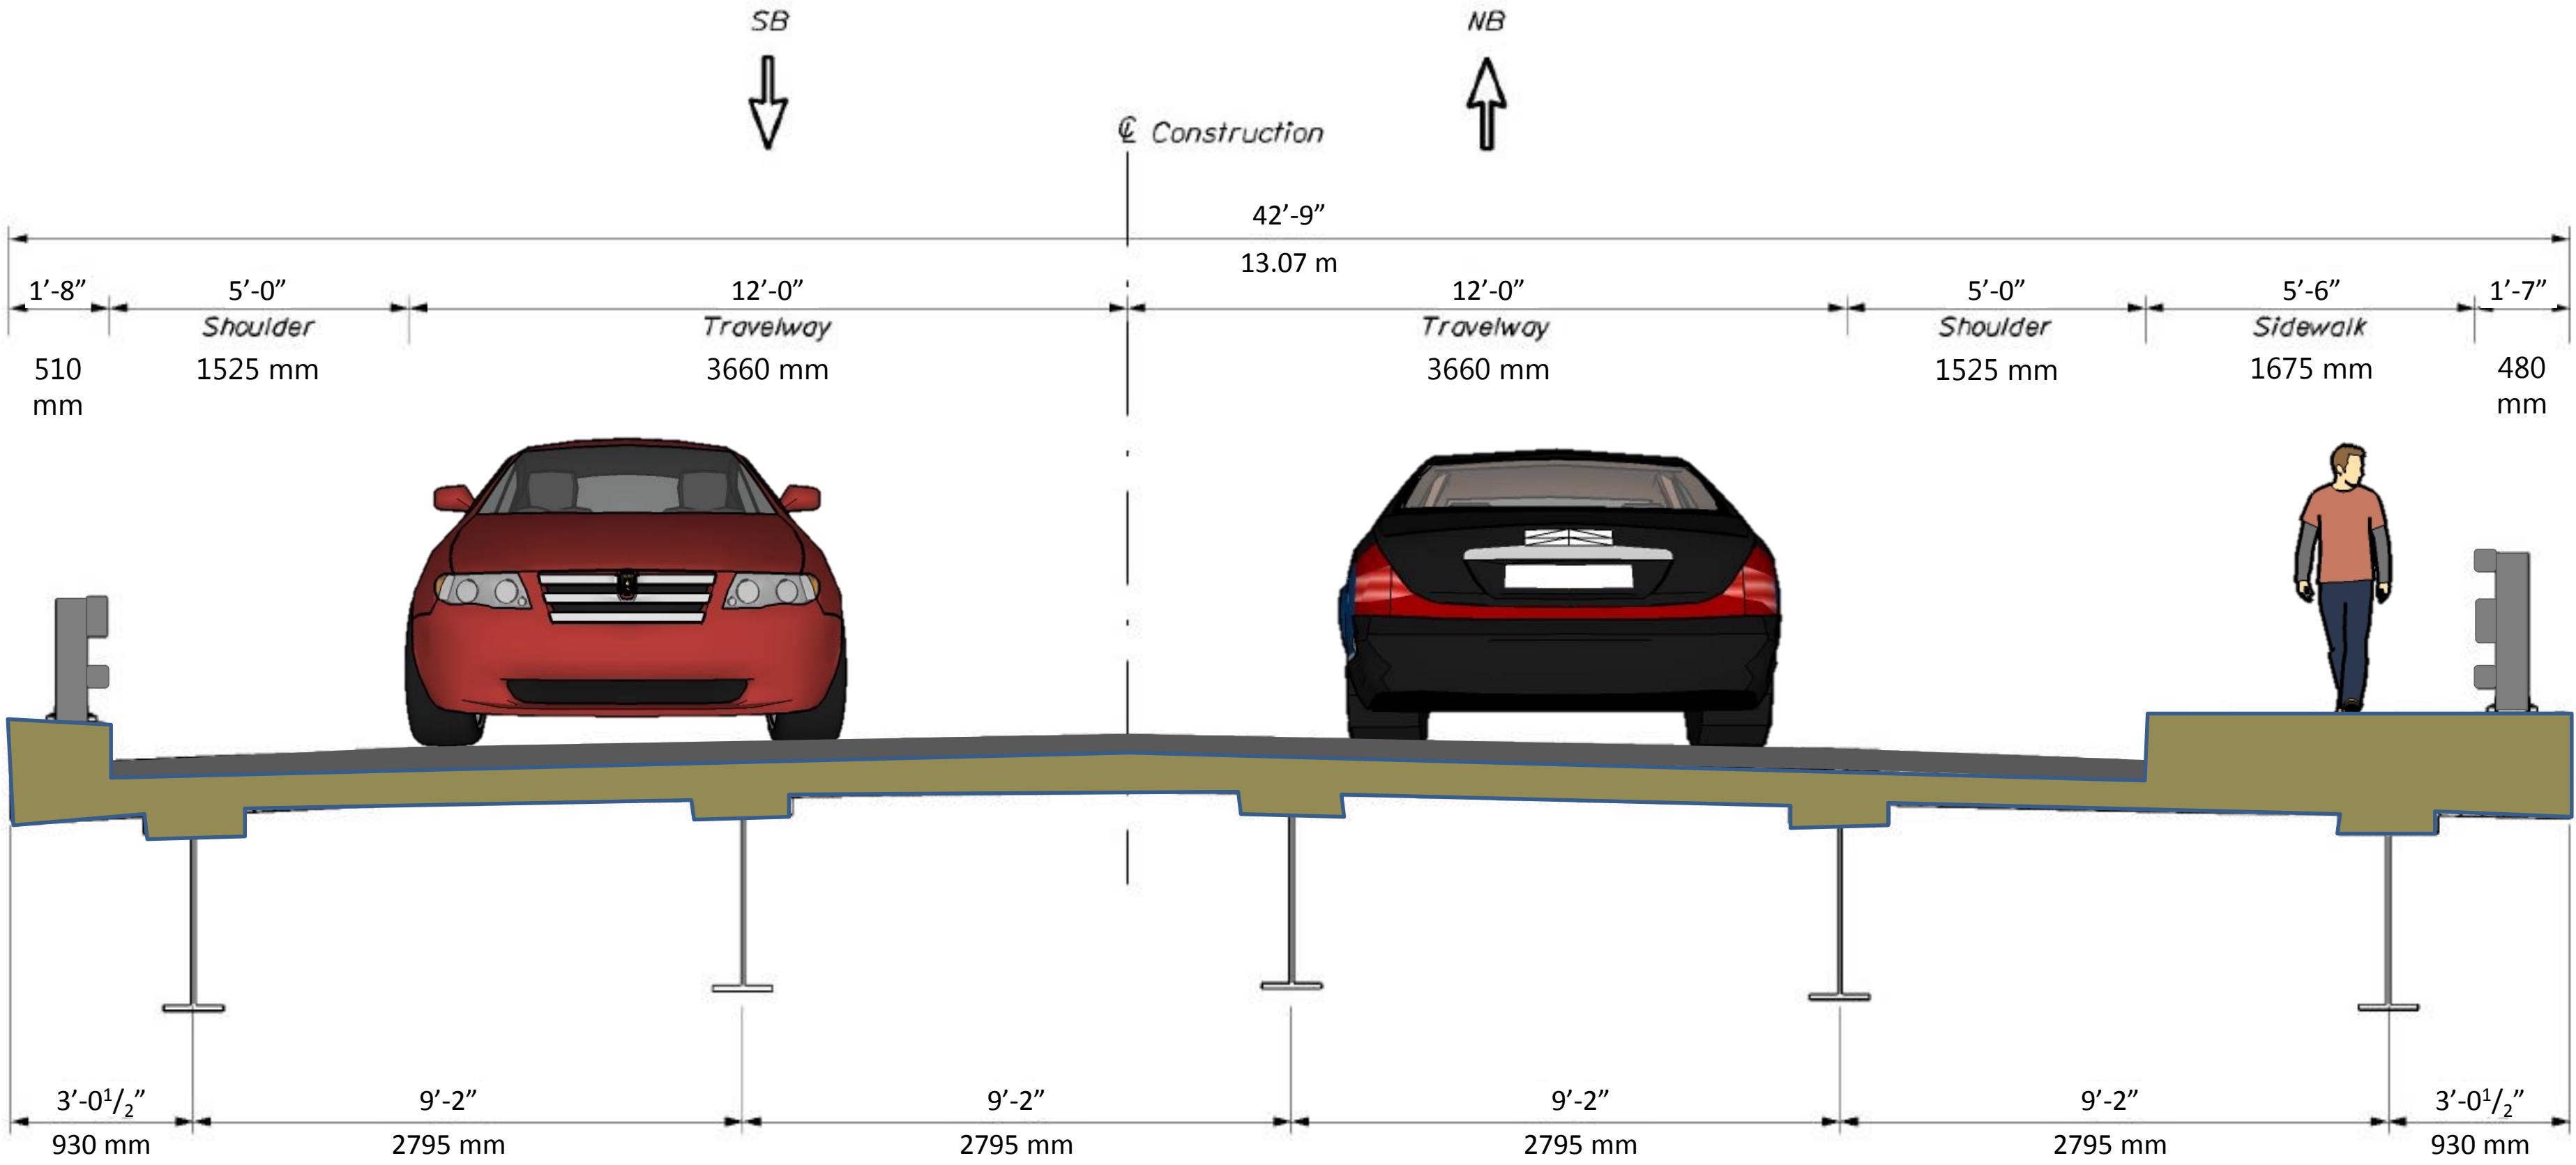 SB
NB
℄ Construction
42’-9”
13.07 m
1’-8”
5’-0”
12’-0”
12’-0”
5’-0”
5’-6”
1’-7”
Shoulder
Travelway
Travelway
Shoulder
Sidewalk
510
mm
1525 mm
3660 mm
3660 mm
1525 mm
1675 mm
480
mm
3’-0¹/₂”
9’-2”
9’-2”
9’-2”
9’-2”
3’-0¹/₂”
930 mm
2795 mm
2795 mm
2795 mm
2795 mm
930 mm